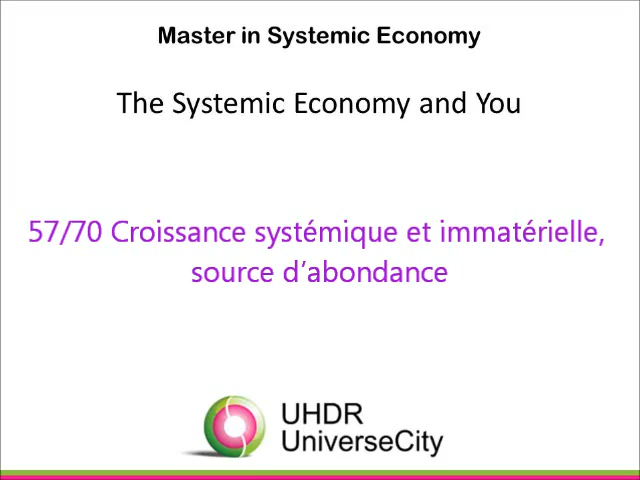 Master in Systemic Economy
The Systemic Economy and You
57/70 Croissance systémique et immatérielle,
source d’abondance
UHDR
UniverseCity